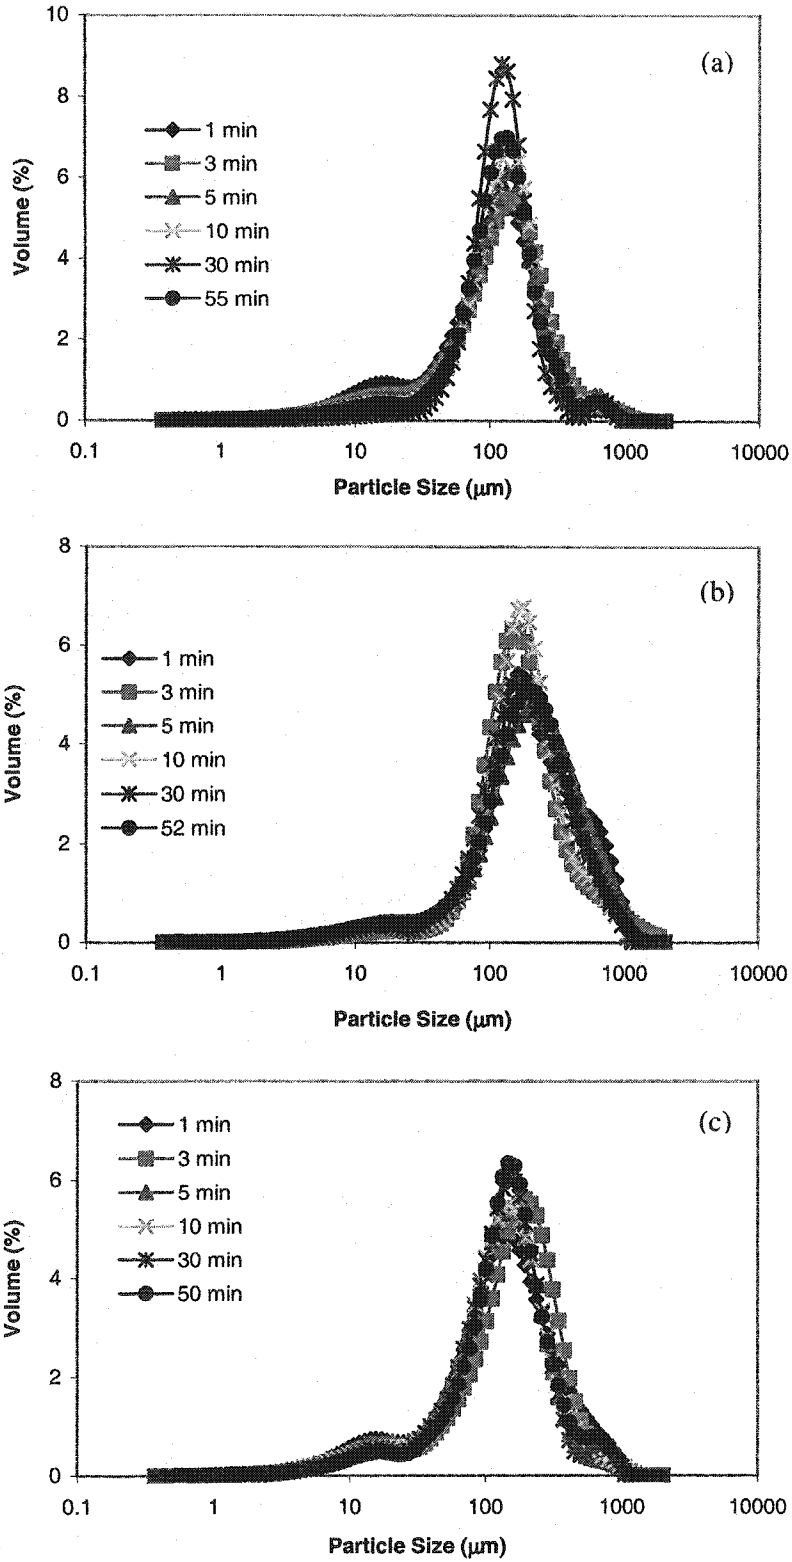 10
(a)
8
1 min
3 min
6
5 min
10 min
4
30 min
55 min
2
0
0.1 1 10 100 1000 10000
Volume (%)
Particle Size (μm)
8
(b)
6
1 min
3 min
5 min
4
10 min
30 min
52 min
2
0
0.1 1 10 100 1000 10000
Volume (%)
Particle Size (μm)
8
1 min
(c)
3 min
6
5 min
10 min
30 min
4
50 min
2
0
0.1 1 10 100 1000 10000
Volume (%)
Particle Size (μm)